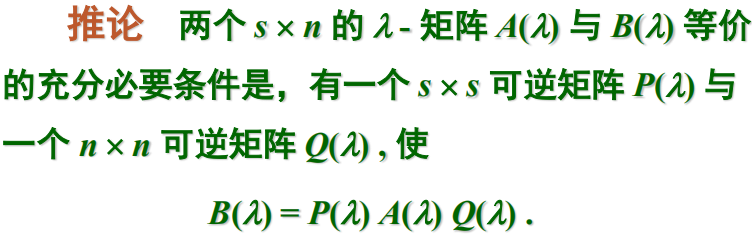 推论 两个 s × n 的 λ - 矩阵 A(λ) 与 B(λ) 等价
的充分必要条件是，有一个 s × s 可逆矩阵 P(λ) 与
一个 n × n 可逆矩阵 Q(λ) , 使
B(λ) = P(λ) A(λ) Q(λ) .